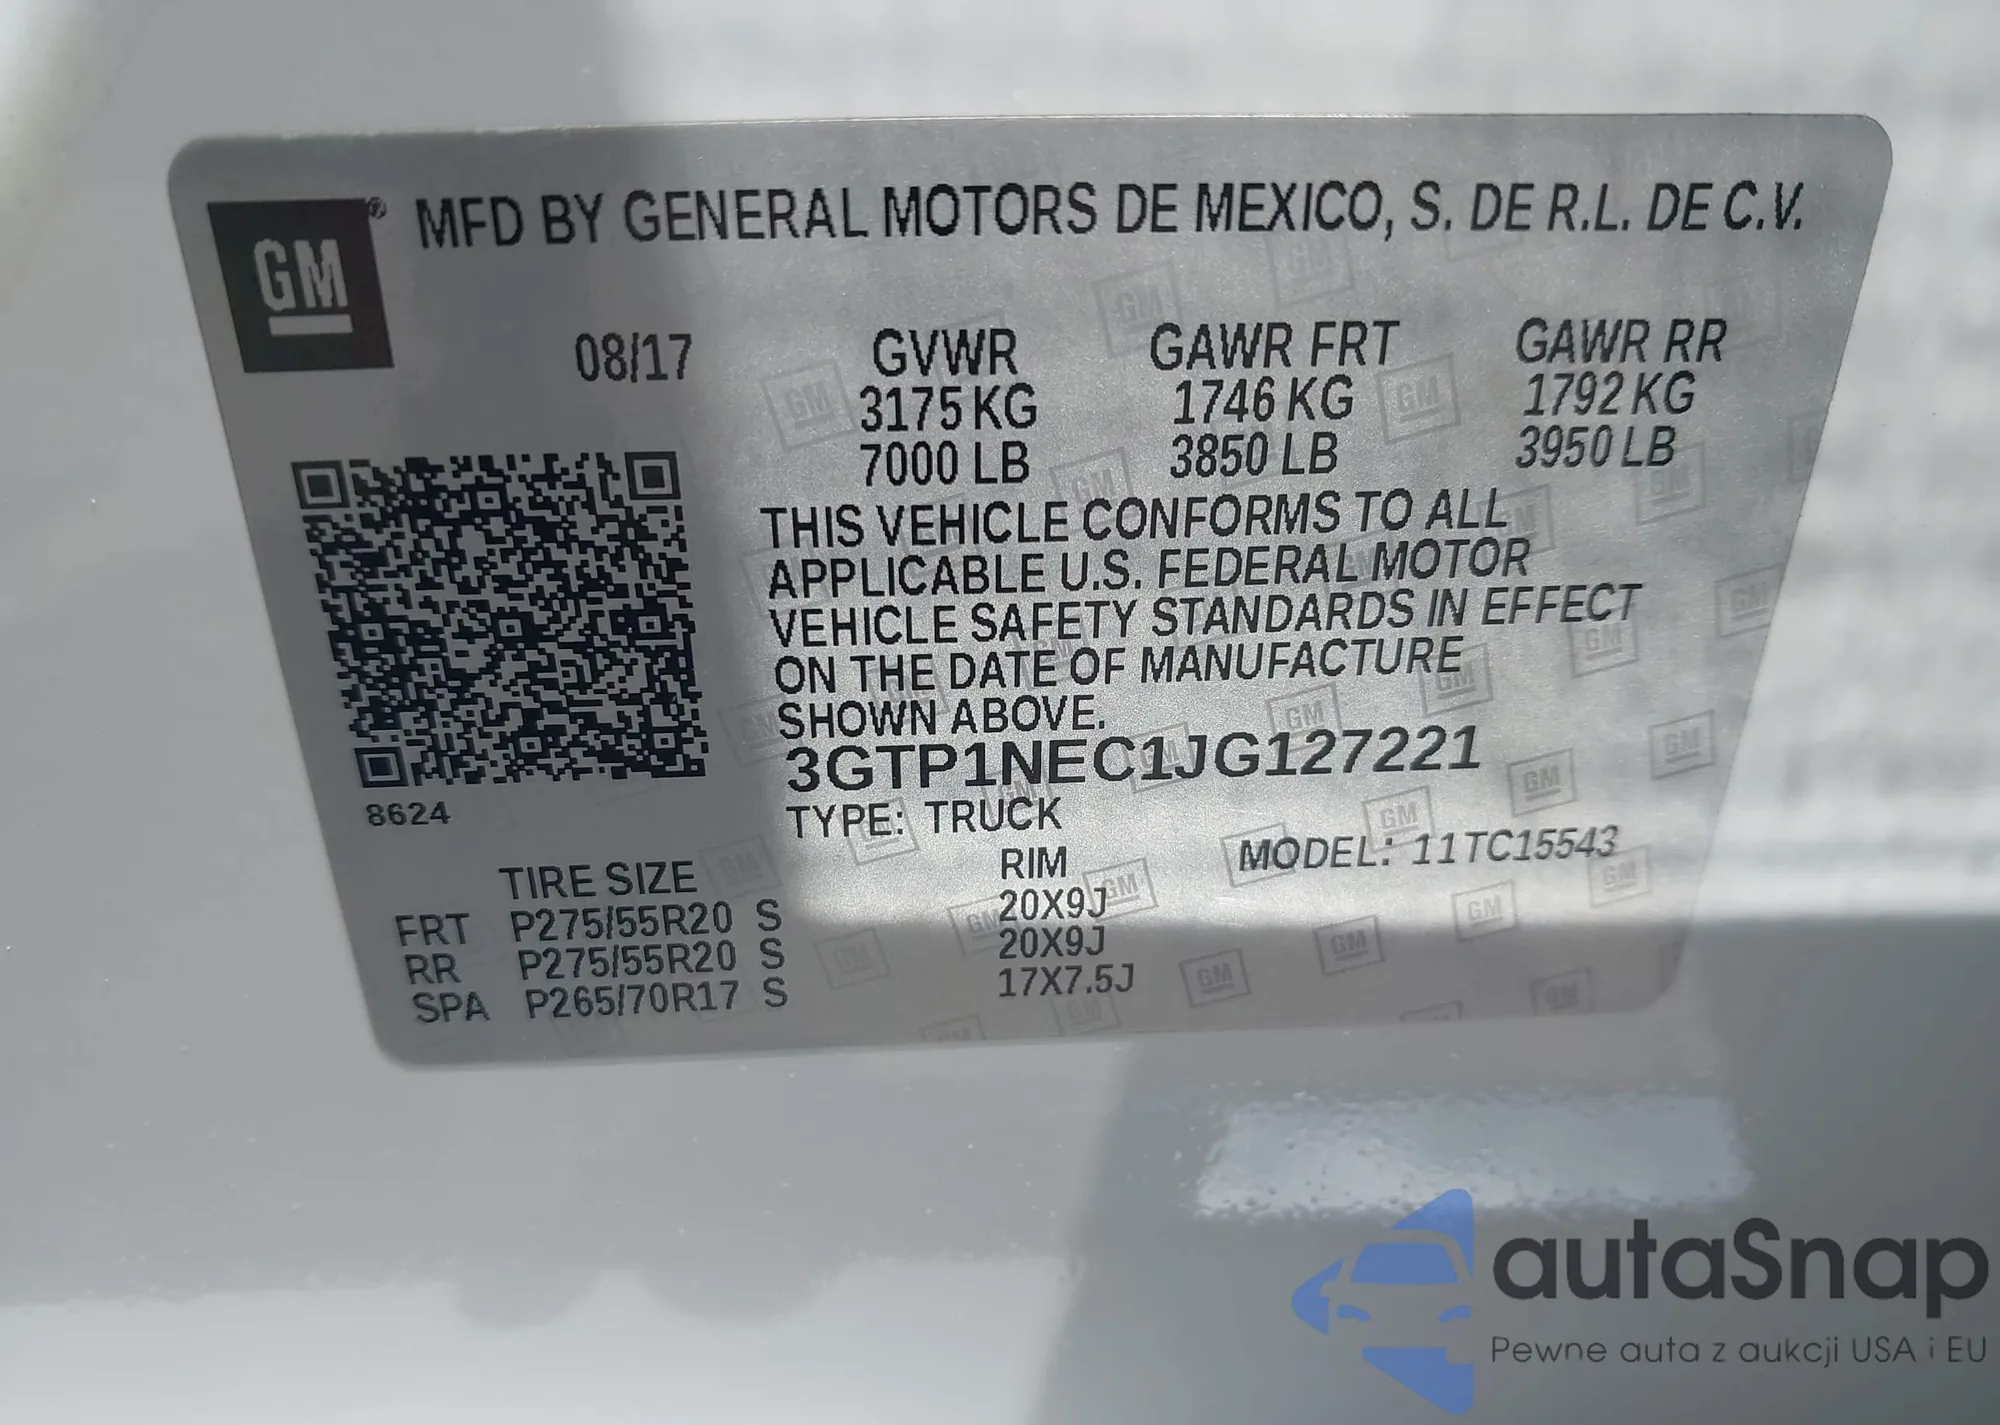 GM® MFD BY GENERAL MOTORS DE MEXICO, S. DE R.L. DE C.V.
08/17 GVWR GAWR FRT GAWR RR
3175 KG 1746 KG 1792 KG
7000 LB 3850 LB 3950 LB
THIS VEHICLE CONFORMS TO ALL
APPLICABLE U.S. FEDERAL MOTOR
VEHICLE SAFETY STANDARDS IN EFFECT
ON THE DATE OF MANUFACTURE
SHOWN ABOVE.
3GTP1NEC1JG127221
8624
TYPE: TRUCK
MODEL: 11TC15543
TIRE SIZE RIM
FRT P275/55R20 S 20X9J
RR P275/55R20 S 20X9J
SPA P265/70R17 S 17X7.5J
autaSnap
Pewne auta z aukcji USA i EU